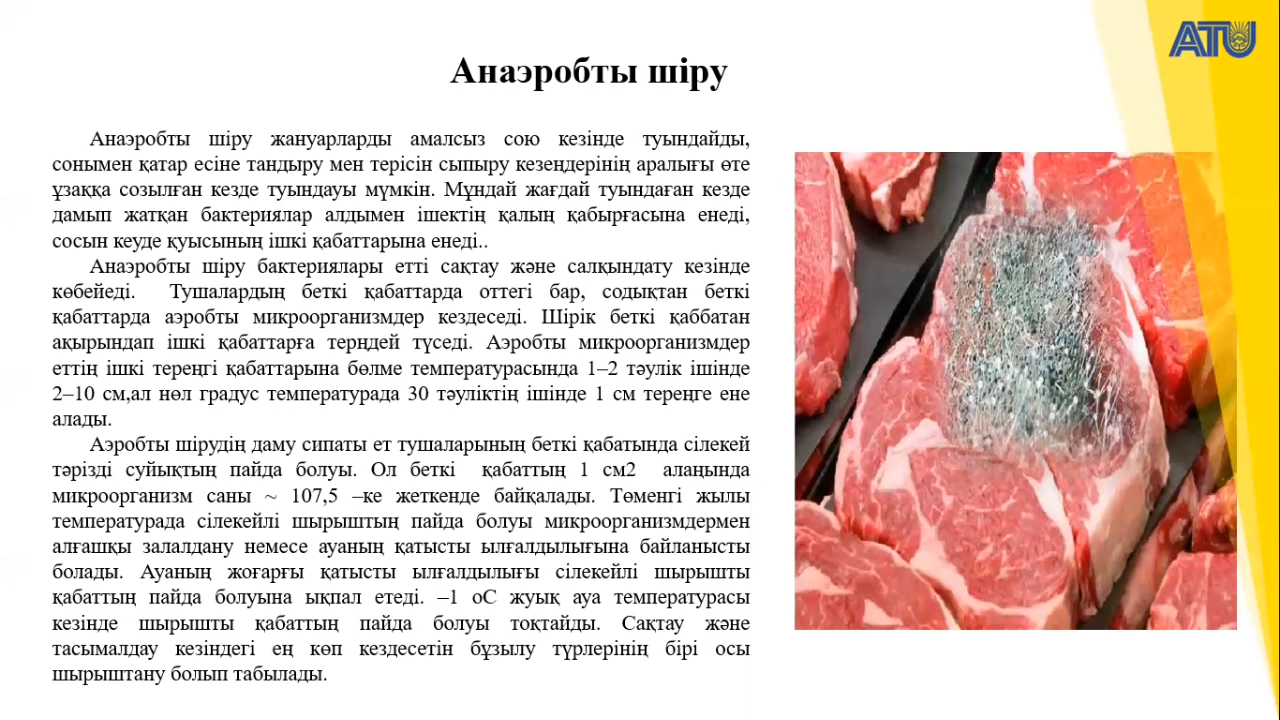 ATU
Анаэробты шіру
Анаэробты шіру жануарларды амалсыз сою кезінде туындайды,
сонымен қатар есіне тандыру мен терісін сыпыру кезеңдерінің аралығы өте
ұзаққа созылған кезде туындауы мүмкін. Мұндай жағдай туындаған кезде
дамып жатқан бактериялар алдымен ішектің қалың қабырғасына енеді,
сосын кеуде қуысының ішкі қабаттарына енеді..
Анаэробты шіру бактериялары етті сақтау және салқындату кезінде
көбейеді. Тушалардың беткі қабаттарда оттегі бар, содықтан беткі
қабаттарда аэробты микроорганизмдер кездеседі. Шірік беткі қаббатан
ақырындап ішкі қабаттарға терңдей түседі. Аэробты микроорганизмдер
еттің ішкі тереңгі қабаттарына бөлме температурасында 1–2 тәулік ішінде
2–10 см,ал нөл градус температурада 30 тәуліктің ішінде 1 см тереңге ене
алады.
Аэробты шірудің даму сипаты ет тушаларының беткі қабатында сілекей
тәрізді суйықтың пайда болуы. Ол беткі қабаттың 1 см2 алаңында
микроорганизм саны ~ 107,5 –ке жеткенде байқалады. Төменгі жылы
температурада сілекейлі шырыштың пайда болуы микроорганизмдермен
алғашқы залалдану немесе ауаның қатысты ылғалдылығына байланысты
болады. Ауаның жоғарғы қатысты ылғалдылығы сілекейлі шырышты
қабаттың пайда болуына ықпал етеді. –1 оС жуық ауа температурасы
кезінде шырышты қабаттың пайда болуы тоқтайды. Сақтау және
тасымалдау кезіндегі ең көп кездесетін бұзылу түрлерінің бірі осы
шырыштану болып табылады.